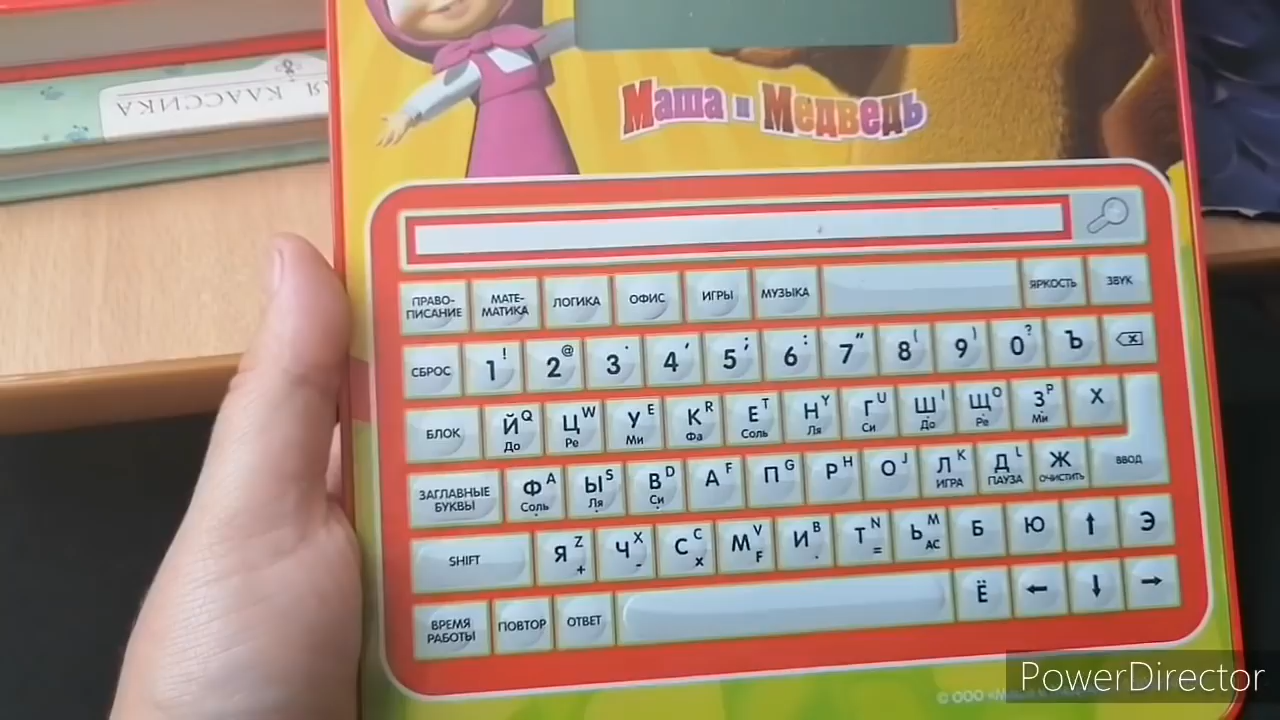 Я КЛАССИКА
Маша и Медведь
ПРАВО-ПИСАНИЕ МАТЕ-МАТИКА ЛОГИКА ОФИС ИГРЫ МУЗЫКА ЯРКОСТЬ ЗВУК
СБРОС 1 ! 2 @ 3 . 4 ' 5 ; 6 : 7 " 8 ( 9 ) 0 ? Ъ
БЛОК Й Q До Ц W Ре У E Ми К R Фа Е T Соль Н Y Ля Г U Си Ш I До Щ O Ре З P Ми Х
ЗАГЛАВНЫЕ БУКВЫ Ф A Соль Ы S Ля В D Си А F П G Р H О J Л K ИГРА Д L ПАУЗА Ж ОЧИСТИТЬ ВВОД
SHIFT Я Z + Ч X - С C x М V F И B . Т N = Ь M AC Б Ю ↑ Э
ВРЕМЯ РАБОТЫ ПОВТОР ОТВЕТ Ё ← ↓ →
© ООО
PowerDirector